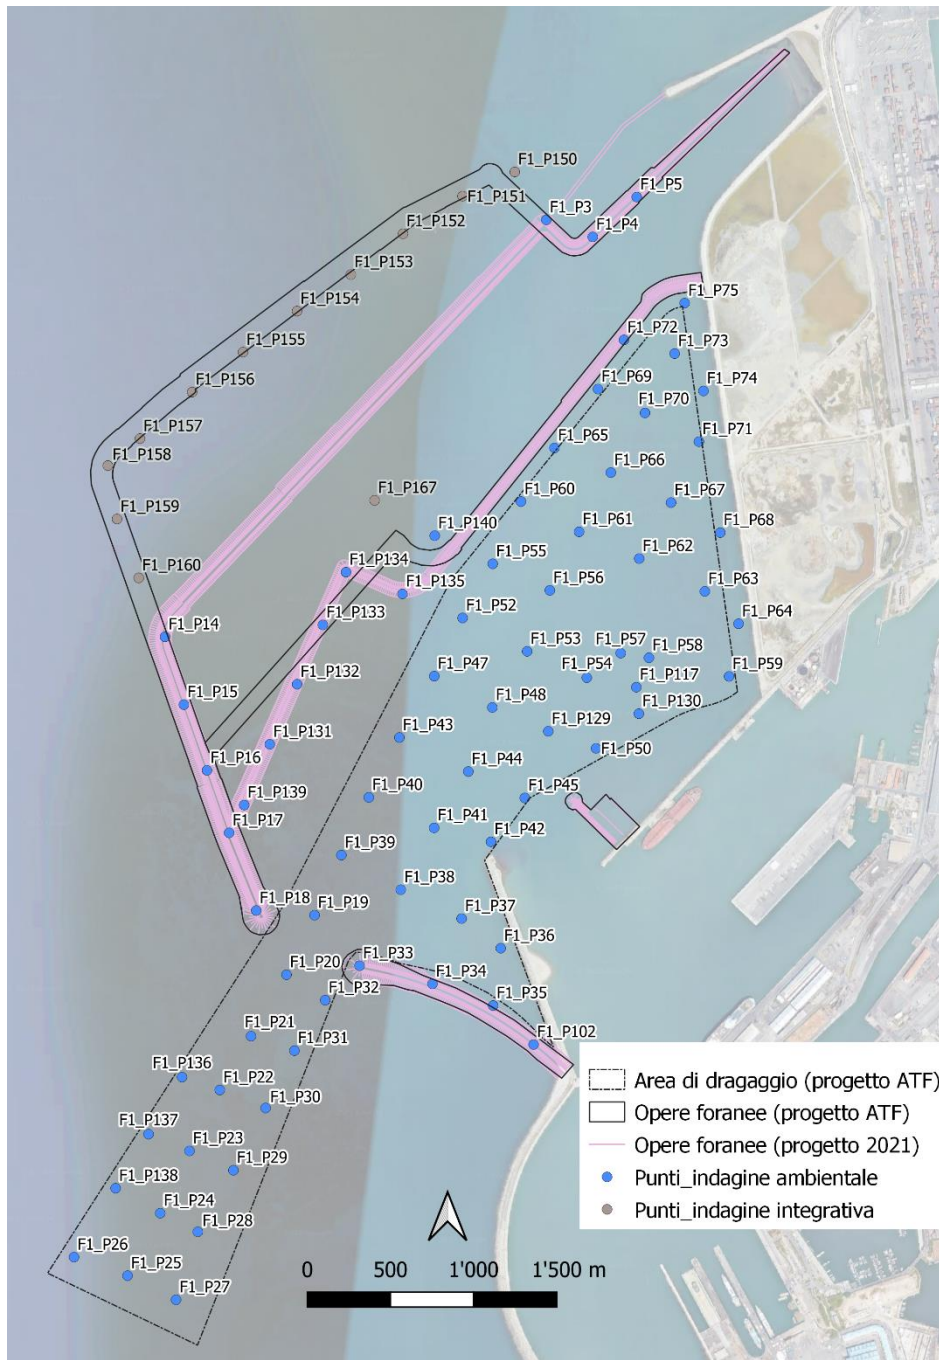 F1_P150
F1_P5
F1_P151
F1_P3
F1_P4
F1_P152
F1_P153
F1_P75
F1_P154
F1_P72
F1_P155
F1_P73
F1_P69
F1_P74
F1_P156
F1_P70
F1_P157
F1_P71
F1_P65
F1_P158
F1_P66
F1_P167
F1_P60
F1_P67
F1_P159
F1_P140
F1_P61
F1_P68
F1_P134
F1_P55
F1_P62
F1_P160
F1_P135
F1_P56
F1_P63
F1_P133
F1_P52
F1_P64
F1_P14
F1_P53
F1_P57
F1_P58
F1_P132
F1_P47
F1_P54
F1_P117
F1_P59
F1_P15
F1_P48
F1_P130
F1_P131
F1_P43
F1_P129
F1_P50
F1_P16
F1_P44
F1_P139
F1_P40
F1_P45
F1_P17
F1_P41
F1_P42
F1_P39
F1_P38
F1_P18
F1_P19
F1_P37
F1_P36
F1_P33
F1_P20
F1_P34
F1_P32
F1_P35
F1_P21
F1_P31
F1_P102
F1_P136
F1_P22
F1_P30
F1_P137
F1_P23
F1_P29
F1_P138
F1_P24
F1_P28
F1_P26
F1_P25
F1_P27
Area di dragaggio (progetto ATF)
Opere foranee (progetto ATF)
Opere foranee (progetto 2021)
Punti_indagine ambientale
Punti_indagine integrativa
0 500 1'000 1'500 m